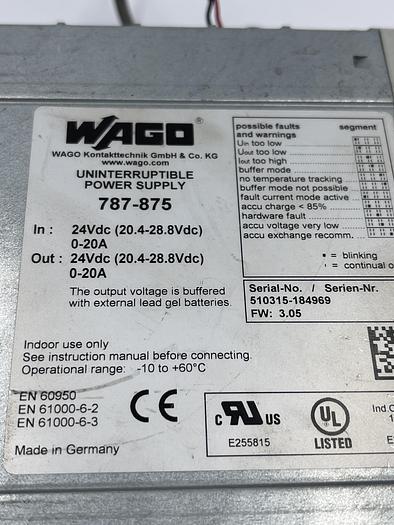 WAGO®
WAGO Kontakttechnik GmbH & Co. KG
www.wago.com
UNINTERRUPTIBLE
POWER SUPPLY
787-875
In : 24Vdc (20.4-28.8Vdc)
0-20A
Out : 24Vdc (20.4-28.8Vdc)
0-20A
The output voltage is buffered
with external lead gel batteries.
possible faults segment
and warnings
Uin too low
Uout too low
Iout too high
buffer mode
no temperature tracking
buffer mode not possible
fault current mode active
accu charge < 85%
hardware fault
accu voltage very low
accu exchange recomm.
• = blinking
= continual o
Serial-No. / Serien-Nr.
510315-184969
FW: 3.05
Indoor use only
See instruction manual before connecting.
Operational range: -10 to +60°C
EN 60950
EN 61000-6-2
EN 61000-6-3
CE
c RU US
E255815
UL
LISTED
Ind.C
1
E
Made in Germany